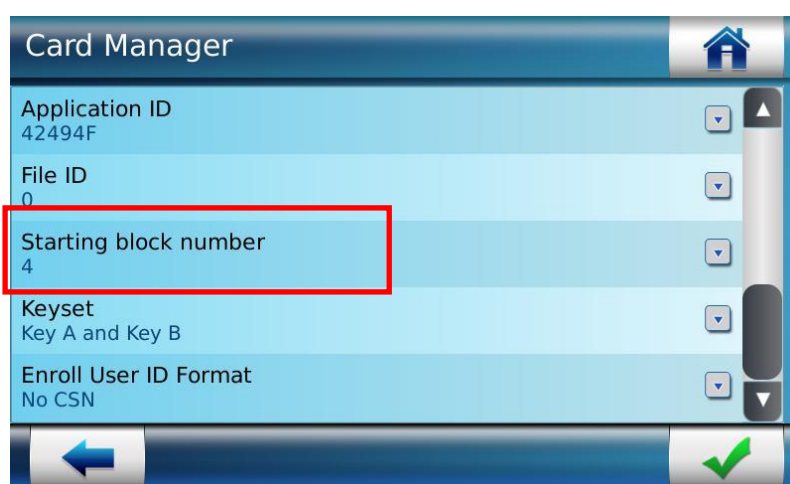 Card Manager
Application ID
42494F
File ID
0
Starting block number
4
Keyset
Key A and Key B
Enroll User ID Format
No CSN